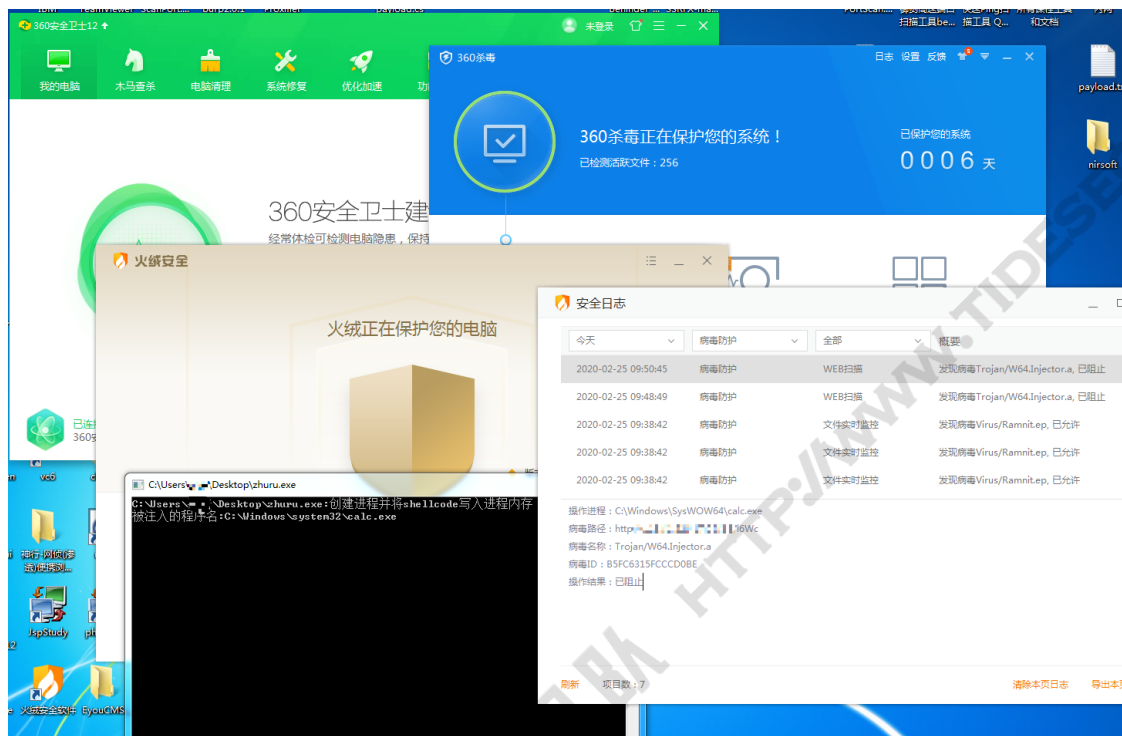 360安全卫士12
未登录
我的电脑
木马查杀
电脑清理
系统修复
优化加速
360安全卫士建
经常体检可检测电脑隐患，保持
360杀毒
日志 设置 反馈
5
360杀毒正在保护您的系统！
已检测活跃文件：256
已保护您的系统
0006 天
扫描工具be...
描工具 Q...
和文档
nirsoft
火绒安全
火绒正在保护您的电脑
安全日志
今天
病毒防护
全部
概要
2020-02-25 09:50:45 病毒防护 WEB扫描 发现病毒Trojan/W64.Injector.a, 已阻止
2020-02-25 09:48:49 病毒防护 WEB扫描 发现病毒Trojan/W64.Injector.a, 已阻止
2020-02-25 09:38:42 病毒防护 文件实时监控 发现病毒Virus/Ramnit.ep, 已允许
2020-02-25 09:38:42 病毒防护 文件实时监控 发现病毒Virus/Ramnit.ep, 已允许
2020-02-25 09:38:42 病毒防护 文件实时监控 发现病毒Virus/Ramnit.ep, 已允许
操作进程：C:\Windows\SysWOW64\calc.exe
病毒路径：http
病毒名称：Trojan/W64.Injector.a
病毒ID：B5FC6315FCCCD0BE
操作结果：已阻止
刷新
项目数：7
清除本页日志
C:\Users\ \Desktop\zhuru.exe
C:\Users\ \Desktop\zhuru.exe:创建进程并将shellcode写入进程内存
被注入的程序名:C:\Windows\system32\calc.exe
vc6
JspStudy
火绒安全软件
EyouCMS
HTTP://WWW.TIDESE